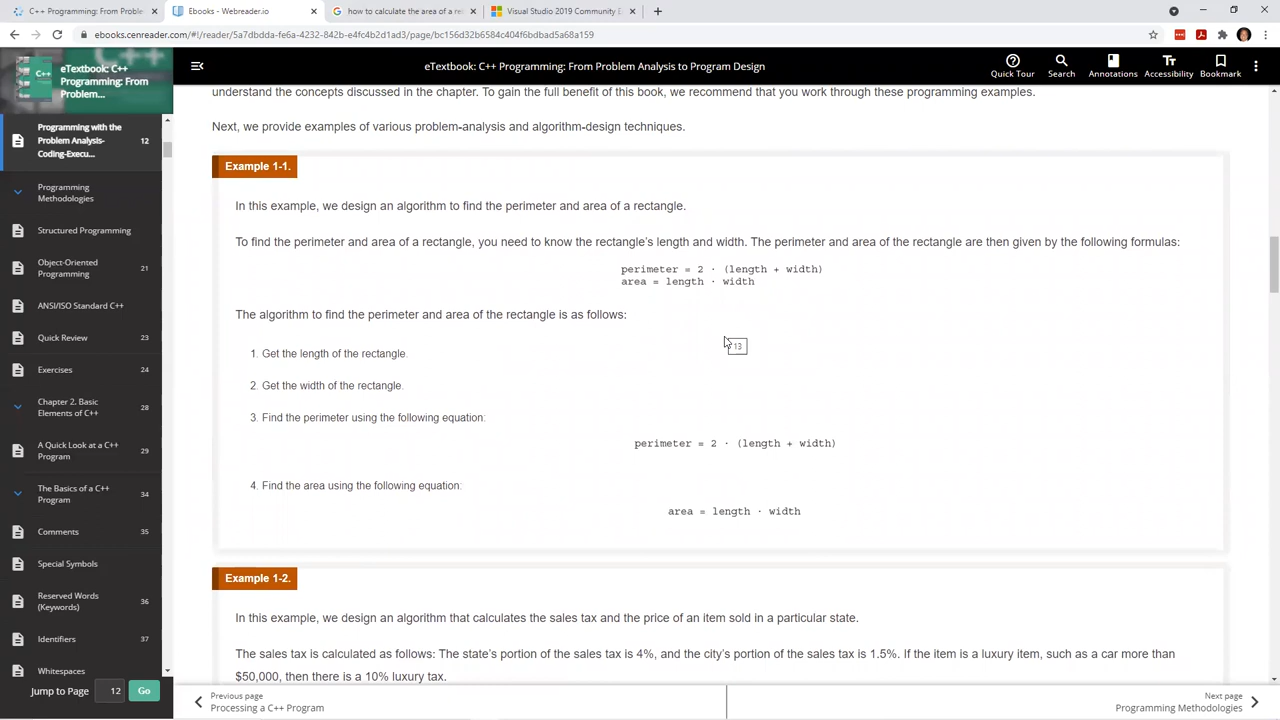 C++ Programming: From Problem
Ebooks - Webreader.io
how to calculate the area of a re
Visual Studio 2019 Community E
ebooks.cenreader.com/#!/reader/5a7dbdda-fe6a-4232-842b-e4fc4b2d1ad3/page/bc156d32b6584c404f6bdbad5a68a159
C++
eTextbook: C++
Programming: From
Problem...
eTextbook: C++ Programming: From Problem Analysis to Program Design
Quick Tour
Search
Annotations
Accessibility
Bookmark
Programming with the
Problem Analysis-
Coding-Execu...
12
Programming
Methodologies
Structured Programming
Object-Oriented
Programming
21
ANSI/ISO Standard C++
Quick Review
23
Exercises
24
Chapter 2. Basic
Elements of C++
28
A Quick Look at a C++
Program
29
The Basics of a C++
Program
34
Comments
35
Special Symbols
Reserved Words
(Keywords)
36
Identifiers
37
Whitespaces
Jump to Page
12
Go
understand the concepts discussed in the chapter. To gain the full benefit of this book, we recommend that you work through these programming examples.
Next, we provide examples of various problem-analysis and algorithm-design techniques.
Example 1-1.
In this example, we design an algorithm to find the perimeter and area of a rectangle.
To find the perimeter and area of a rectangle, you need to know the rectangle's length and width. The perimeter and area of the rectangle are then given by the following formulas:
perimeter = 2 · (length + width)
area = length · width
The algorithm to find the perimeter and area of the rectangle is as follows:
13
1. Get the length of the rectangle.
2. Get the width of the rectangle.
3. Find the perimeter using the following equation:
perimeter = 2 · (length + width)
4. Find the area using the following equation:
area = length · width
Example 1-2.
In this example, we design an algorithm that calculates the sales tax and the price of an item sold in a particular state.
The sales tax is calculated as follows: The state's portion of the sales tax is 4%, and the city's portion of the sales tax is 1.5%. If the item is a luxury item, such as a car more than
$50,000, then there is a 10% luxury tax.
Previous page
Processing a C++ Program
Next page
Programming Methodologies